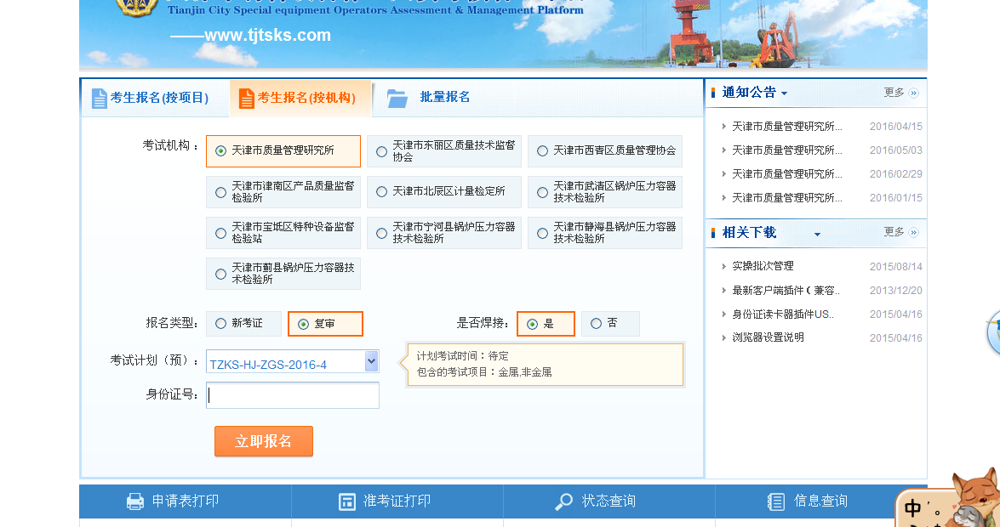 Tianjin City Special equipment Operators Assessment & Management Platform
——www.tjtsks.com
考生报名(按项目)
考生报名(按机构)
批量报名
通知公告
更多
天津市质量管理研究所... 2016/04/15
天津市质量管理研究所... 2016/05/03
天津市质量管理研究所... 2016/02/29
天津市质量管理研究所... 2016/01/15
相关下载
更多
实操批次管理 2015/08/14
最新客户端插件（兼容.. 2013/12/20
身份证读卡器插件US.. 2015/04/16
浏览器设置说明 2015/04/16
考试机构：
天津市质量管理研究所
天津市东丽区质量技术监督
协会
天津市西青区质量管理协会
天津市津南区产品质量监督
检验所
天津市北辰区计量检定所
天津市武清区锅炉压力容器
技术检验所
天津市宝坻区特种设备监督
检验站
天津市宁河县锅炉压力容器
技术检验所
天津市静海县锅炉压力容器
技术检验所
天津市蓟县锅炉压力容器技
术检验所
报名类型：
新考证
复审
是否焊接：
是
否
考试计划（预）：
TZKS-HJ-ZGS-2016-4
计划考试时间：待定
包含的考试项目：金属,非金属
身份证号：
立即报名
申请表打印
准考证打印
状态查询
信息查询
中 ’。